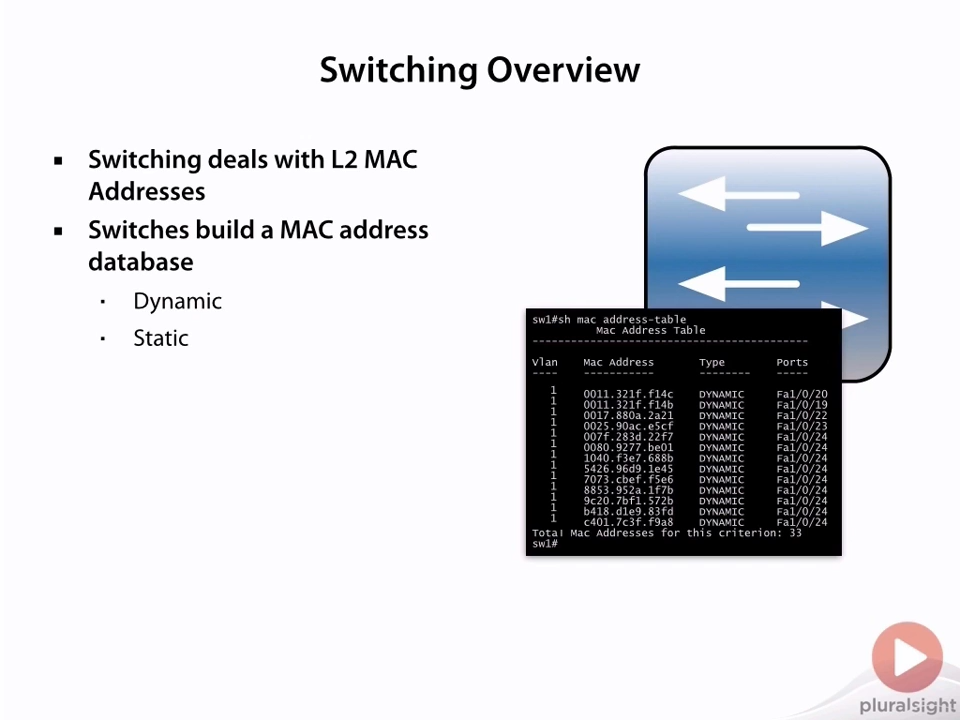 Switching Overview
Switching deals with L2 MAC
Addresses
Switches build a MAC address
database
Dynamic
Static
sw1#sh mac address-table
Mac Address Table
-------------------------------------------
Vlan Mac Address Type Ports
---- ----------- -------- -----
1 0011.321f.f14c DYNAMIC Fa1/0/20
1 0011.321f.f14b DYNAMIC Fa1/0/19
1 0017.880a.2a21 DYNAMIC Fa1/0/22
1 0025.90ac.e5cf DYNAMIC Fa1/0/23
1 007f.283d.22f7 DYNAMIC Fa1/0/24
1 0080.9277.be01 DYNAMIC Fa1/0/24
1 1040.f3e7.688b DYNAMIC Fa1/0/24
1 5426.96d9.1e45 DYNAMIC Fa1/0/24
1 7073.cbef.f5e6 DYNAMIC Fa1/0/24
1 8853.952a.1f7b DYNAMIC Fa1/0/24
1 9c20.7bf1.572b DYNAMIC Fa1/0/24
1 b418.d1e9.83fd DYNAMIC Fa1/0/24
1 c401.7c3f.f9a8 DYNAMIC Fa1/0/24
Total Mac Addresses for this criterion: 33
sw1#
pluralsight